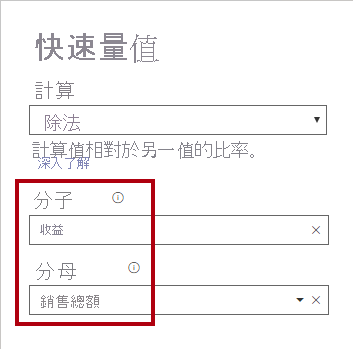 快速量值
計算
除法
計算值相對於另一值的比率。
深入了解
分子
收益
分母
銷售總額